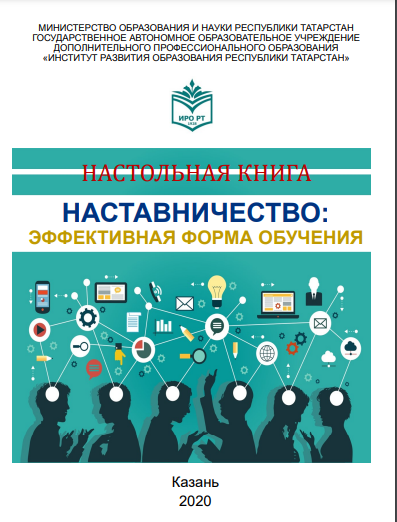 МИНИСТЕРСТВО ОБРАЗОВАНИЯ И НАУКИ РЕСПУБЛИКИ ТАТАРСТАН
ГОСУДАРСТВЕННОЕ АВТОНОМНОЕ ОБРАЗОВАТЕЛЬНОЕ УЧРЕЖДЕНИЕ
ДОПОЛНИТЕЛЬНОГО ПРОФЕССИОНАЛЬНОГО ОБРАЗОВАНИЯ
«ИНСТИТУТ РАЗВИТИЯ ОБРАЗОВАНИЯ РЕСПУБЛИКИ ТАТАРСТАН»
ИРО РТ
1928
НАСТОЛЬНАЯ КНИГА
НАСТАВНИЧЕСТВО:
ЭФФЕКТИВНАЯ ФОРМА ОБУЧЕНИЯ
Казань
2020